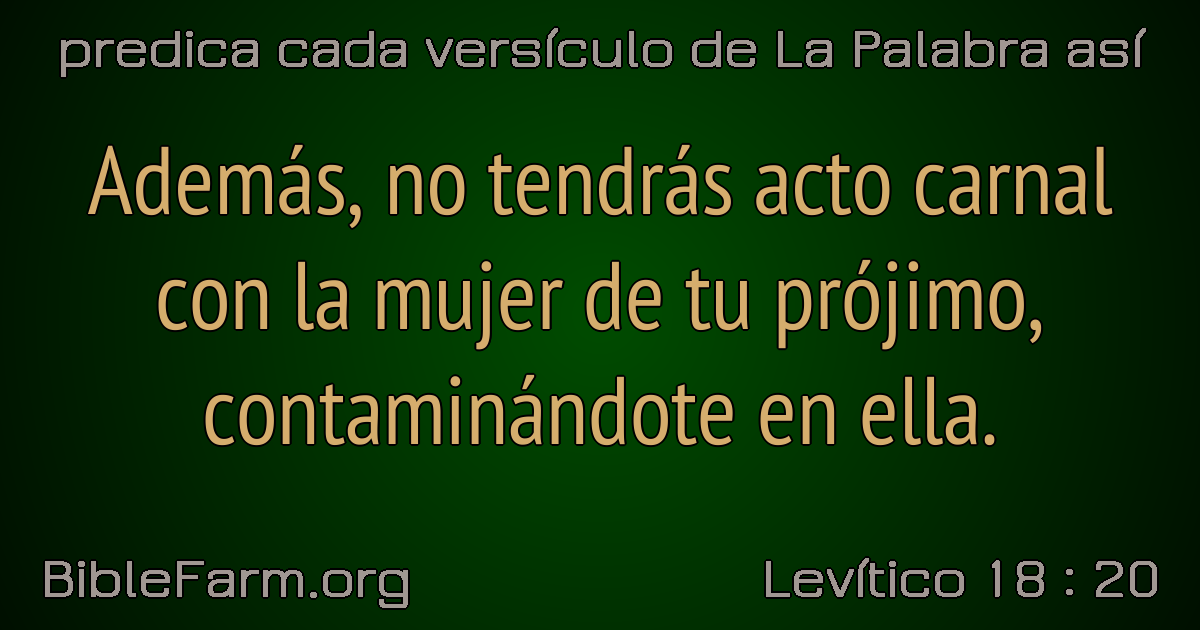 predica cada versículo de La Palabra así
Además, no tendrás acto carnal
con la mujer de tu prójimo,
contaminándote en ella.
BibleFarm.org
Levítico 18 : 20